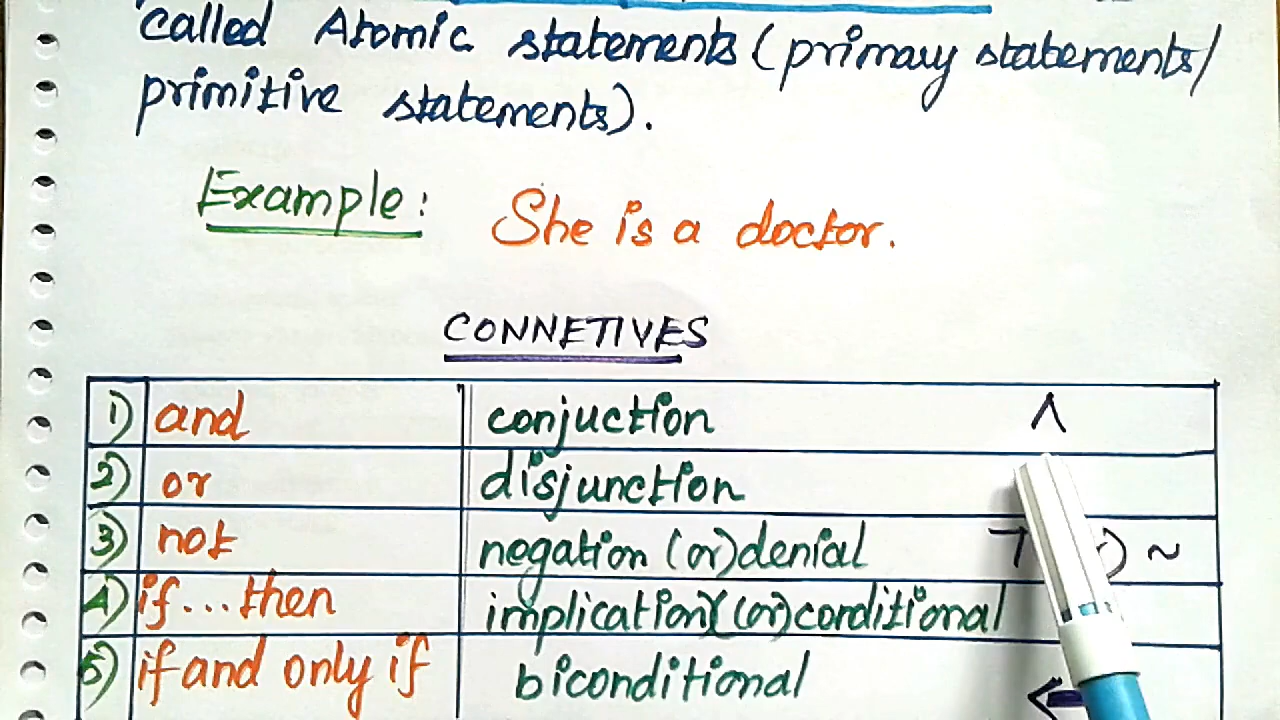 called Atomic statements (primary statements/
primitive statements).
Example: She is a doctor.
CONNETIVES
1) and conjuction ∧
2) or disjunction
3) not negation (or) denial ¬ ) ~
4) if...then implication (or) corditional
5) if and only if biconditional